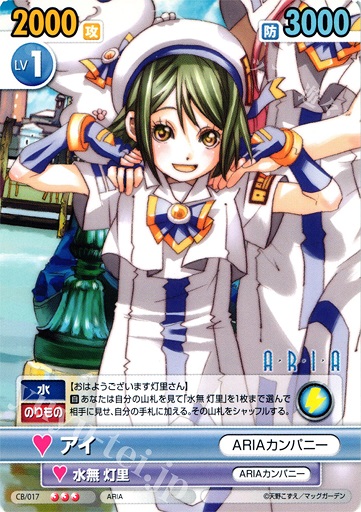 2000 攻
防 3000
LV 1
A·R·I·A
水
のりもの
【おはようございます灯里さん】
自 あなたは自分の山札を見て「水無 灯里」を1枚まで選んで
相手に見せ、自分の手札に加える。その山札をシャッフルする。
アイ
ARIAカンパニー
水無 灯里
ARIAカンパニー
CB/017
ARIA
©天野こずえ/マッグガーデン